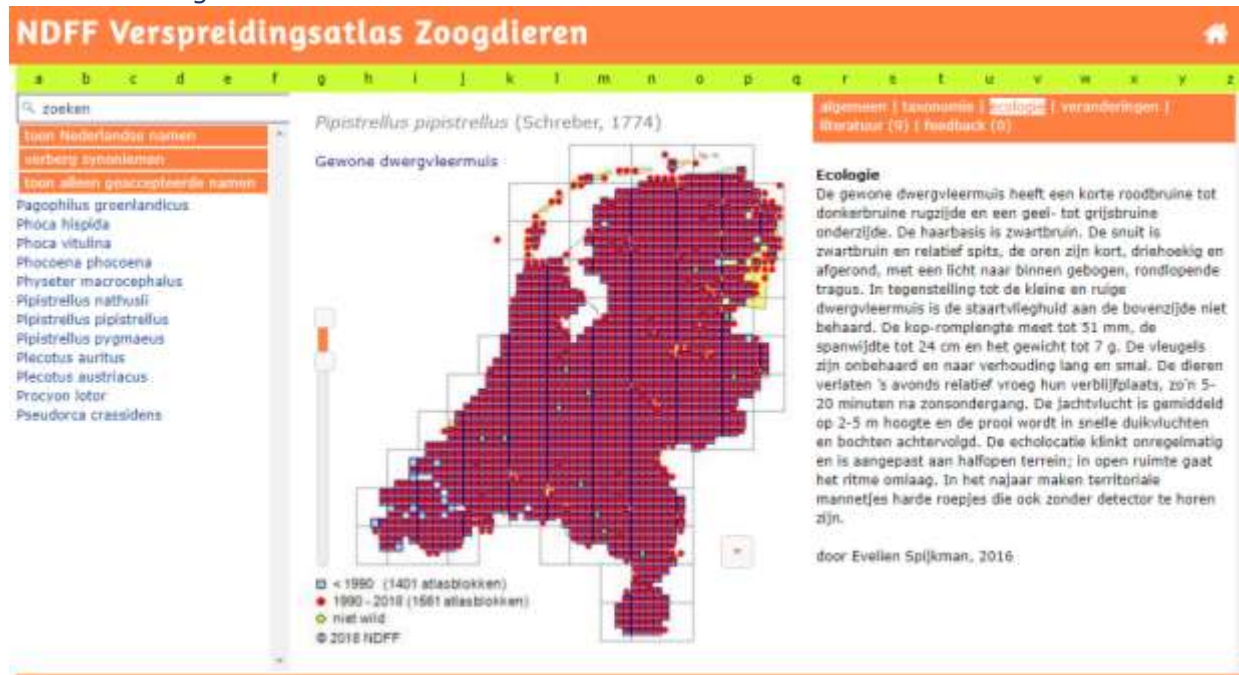 NDFF Verspreidingsatlas Zoogdieren
a b c d e f g h i j k l m n o p q r s t u v w x y z
zoeken
toon Nederlandse namen
verberg synoniemen
toon alleen geaccepteerde namen
Pagophilus groenlandicus
Phoca hispida
Phoca vitulina
Phocoena phocoena
Physeter macrocephalus
Pipistrellus nathusii
Pipistrellus pipistrellus
Pipistrellus pygmaeus
Plecotus auritus
Plecotus austriacus
Procyon lotor
Pseudorca crassidens
Pipistrellus pipistrellus (Schreber, 1774)
Gewone dwergvleermuis
< 1990 (1401 atlasblokken)
1990 - 2018 (1581 atlasblokken)
niet wild
© 2018 NDFF
algemeen | taxonomie | ecologie | veranderingen |
literatuur (9) | feedback (0)
Ecologie
De gewone dwergvleermuis heeft een korte roodbruine tot
donkerbruine rugzijde en een geel- tot grijsbruine
onderzijde. De haarbasis is zwartbruin. De snuit is
zwartbruin en relatief spits, de oren zijn kort, driehoekig en
afgerond, met een licht naar binnen gebogen, rondlopende
tragus. In tegenstelling tot de kleine en ruige
dwergvleermuis is de staartvlieghuid aan de bovenzijde niet
behaard. De kop-romplengte meet tot 51 mm, de
spanwijdte tot 24 cm en het gewicht tot 7 g. De vleugels
zijn onbehaard en naar verhouding lang en smal. De dieren
verlaten 's avonds relatief vroeg hun verblijfplaats, zo'n 5-
20 minuten na zonsondergang. De jachtvlucht is gemiddeld
op 2-5 m hoogte en de prooi wordt in snelle duikvluchten
en bochten achtervolgd. De echolocatie klinkt onregelmatig
en is aangepast aan halfopen terrein; in open ruimte gaat
het ritme omlaag. In het najaar maken territoriale
mannetjes harde roepjes die ook zonder detector te horen
zijn.
door Evelien Spijkman, 2016